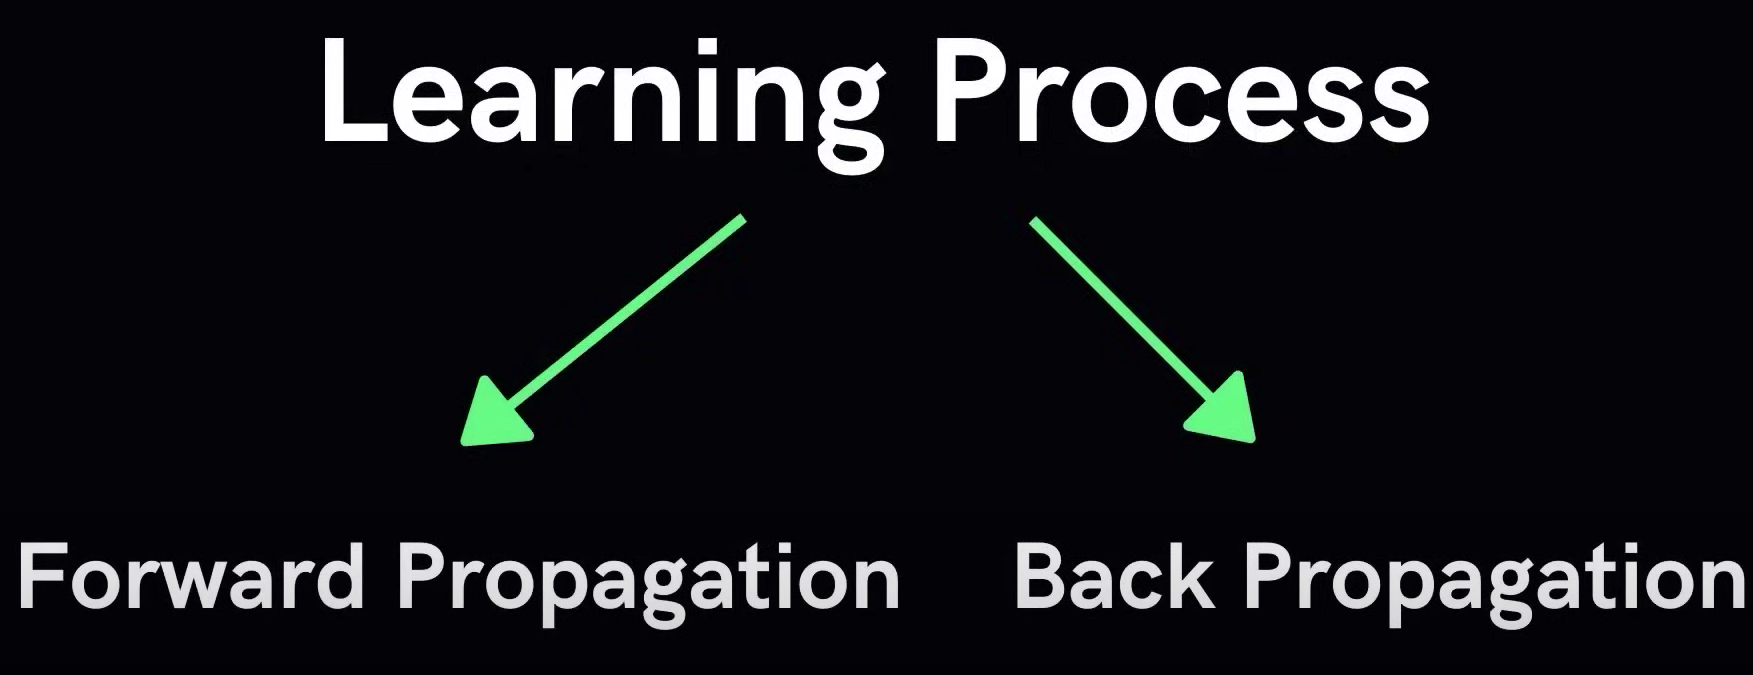 Learning Process
Forward Propagation
Back Propagation